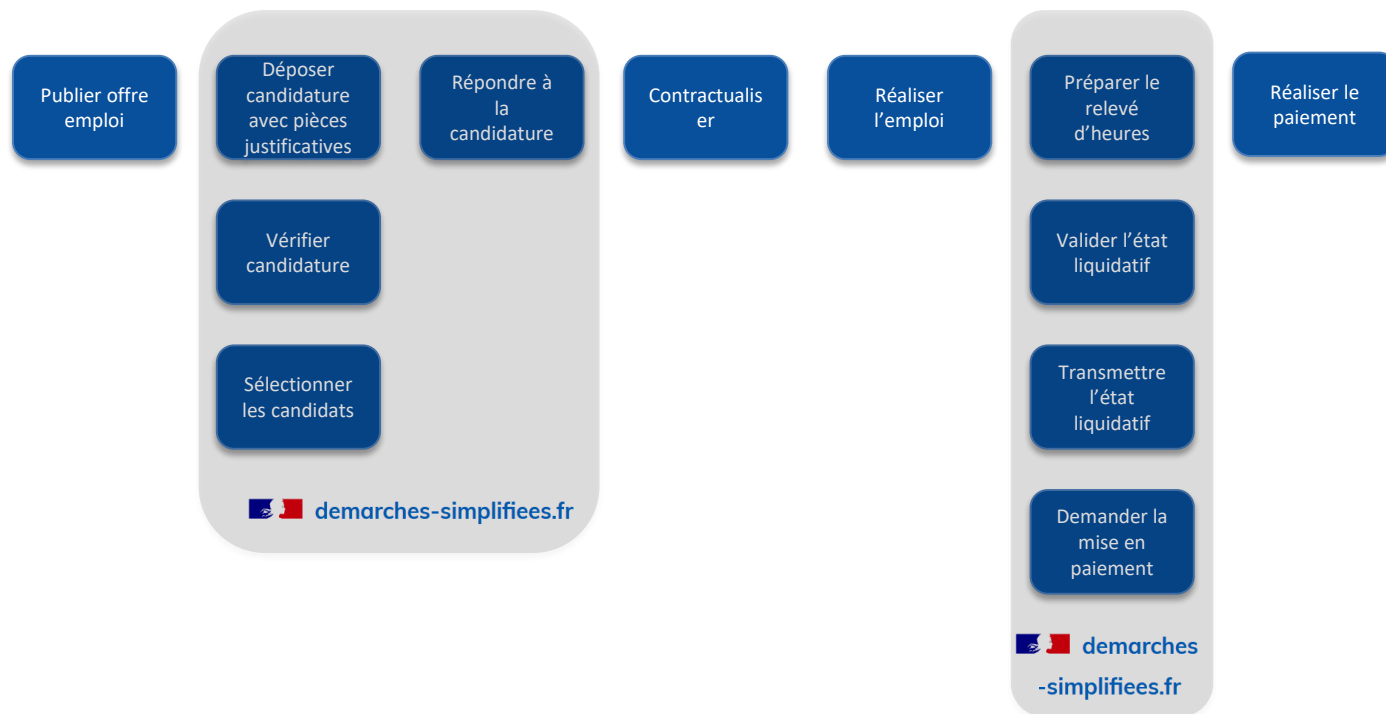 Publier offre
emploi
Déposer
candidature
avec pièces
justificatives
Répondre à
la
candidature
Contractualis
er
Réaliser
l’emploi
Préparer le
relevé
d’heures
Réaliser le
paiement
Vérifier
candidature
Valider l’état
liquidatif
Sélectionner
les candidats
Transmettre
l’état
liquidatif
demarches-simplifiees.fr
Demander la
mise en
paiement
demarches
-simplifiees.fr